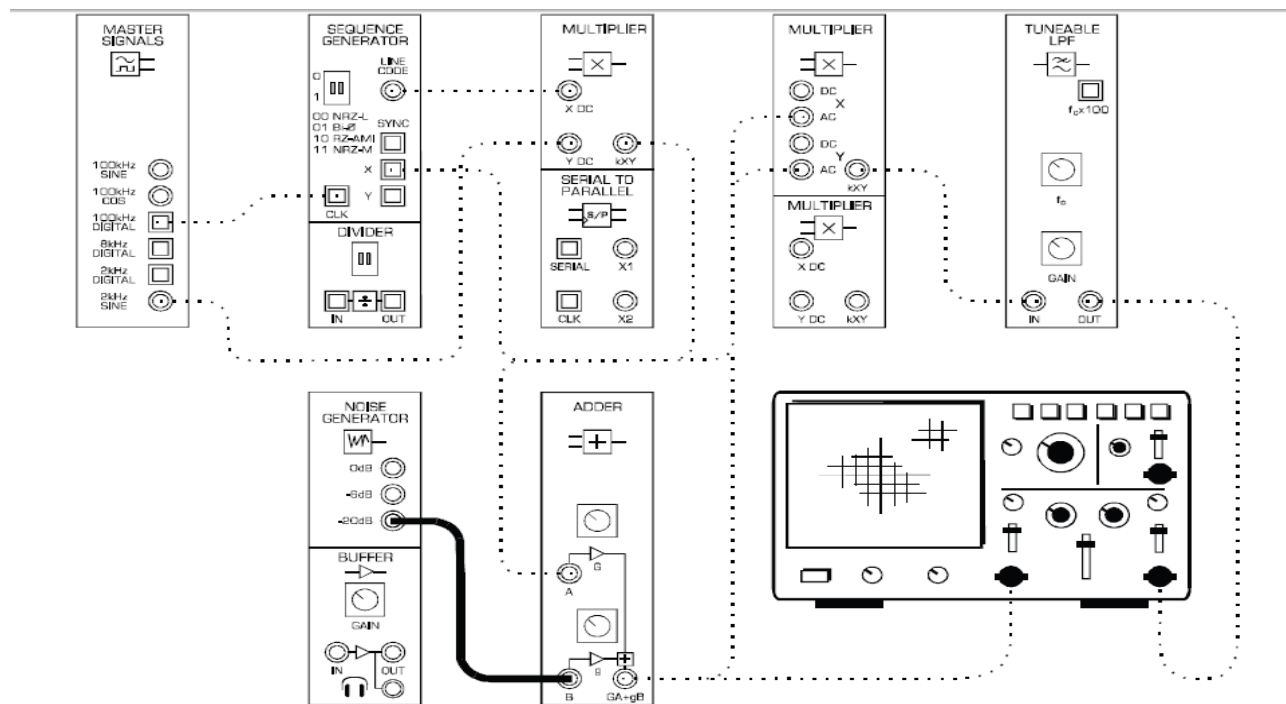 MASTER
SIGNALS
100kHz
SINE
100kHz
COS
100kHz
DIGITAL
8kHz
DIGITAL
2kHz
DIGITAL
2kHz
SINE
SEQUENCE
GENERATOR
LINE
CODE
0
1
00 NRZ-L
01 Bi-Ø
10 RZ-AMI
11 NRZ-M
SYNC
X
Y
CLK
DIVIDER
÷
IN
OUT
MULTIPLIER
X
X DC
Y DC
kXY
SERIAL TO
PARALLEL
S/P
SERIAL
X1
CLK
X2
MULTIPLIER
X
DC
X
AC
DC
Y
AC
kXY
MULTIPLIER
X
X DC
Y DC
kXY
TUNEABLE
LPF
fc x100
fc
GAIN
IN
OUT
NOISE
GENERATOR
0dB
-6dB
-20dB
BUFFER
GAIN
IN
OUT
ADDER
+
G
A
g
+
B
GA+gB